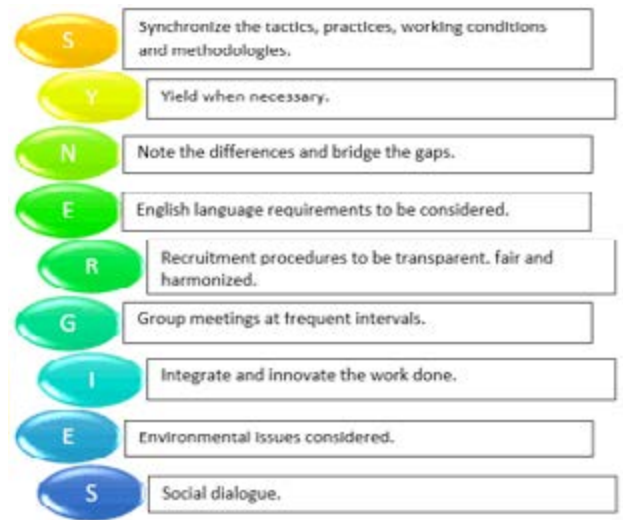 S
Synchronize the tactics, practices, working conditions
and methodologies.
Y
Yield when necessary.
N
Note the differences and bridge the gaps.
E
English language requirements to be considered.
R
Recruitment procedures to be transparent. fair and
harmonized.
G
Group meetings at frequent intervals.
I
Integrate and innovate the work done.
E
Environmental issues considered.
S
Social dialogue.